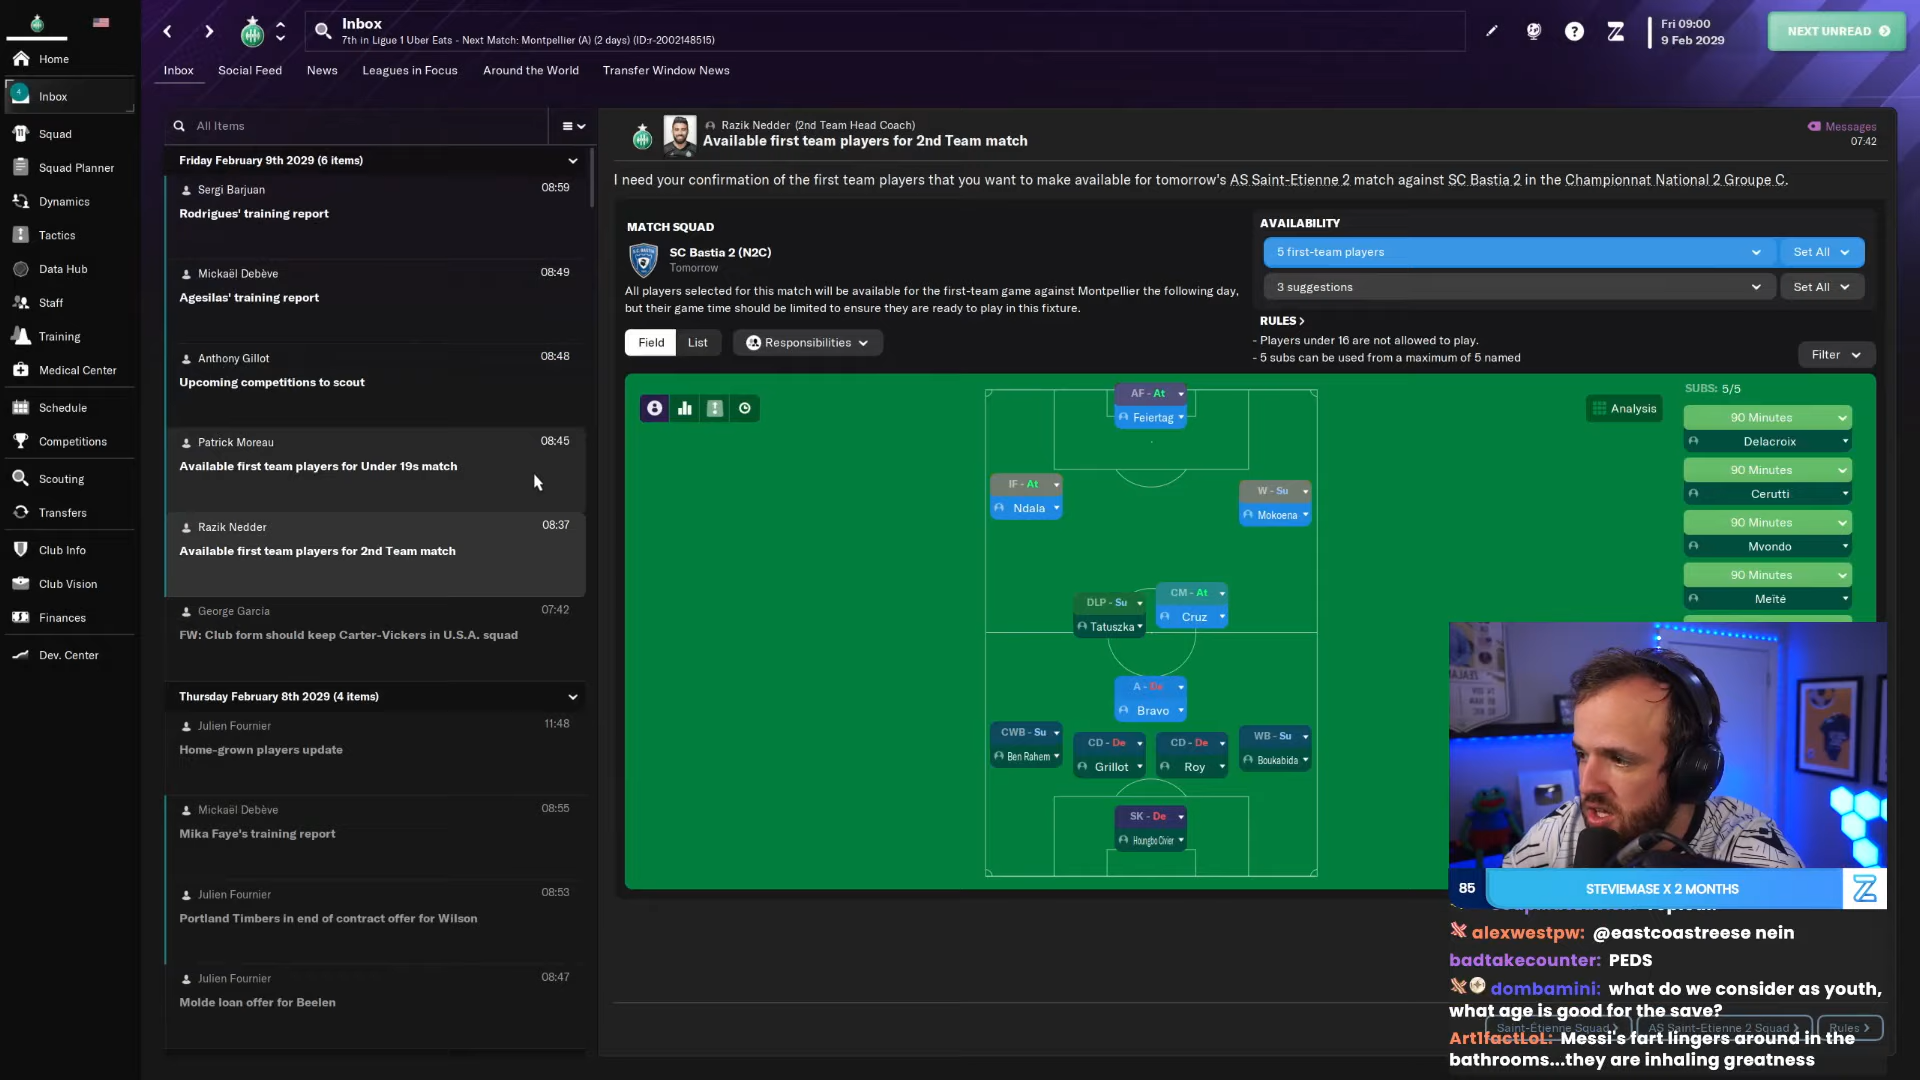 Inbox
7th in Ligue 1 Uber Eats - Next Match: Montpellier (A) (2 days) (ID:r-2002148515)
Fri 09:00
9 Feb 2029
NEXT UNREAD
Home
4
Inbox
Squad
Squad Planner
Dynamics
Tactics
Data Hub
Staff
Training
Medical Center
Schedule
Competitions
Scouting
Transfers
Club Info
Club Vision
Finances
Dev. Center
Inbox
Social Feed
News
Leagues in Focus
Around the World
Transfer Window News
All Items
Friday February 9th 2029 (6 items)
Sergi Barjuan 08:59
Rodrigues' training report
Mickaël Debève 08:49
Agesilas' training report
Anthony Gillot 08:48
Upcoming competitions to scout
Patrick Moreau 08:45
Available first team players for Under 19s match
Razik Nedder 08:37
Available first team players for 2nd Team match
George García 07:42
FW: Club form should keep Carter-Vickers in U.S.A. squad
Thursday February 8th 2029 (4 items)
Julien Fournier 11:48
Home-grown players update
Mickaël Debève 08:55
Mika Faye's training report
Julien Fournier 08:53
Portland Timbers in end of contract offer for Wilson
Julien Fournier 08:47
Molde loan offer for Beelen
Razik Nedder (2nd Team Head Coach)
Available first team players for 2nd Team match
Messages
07:42
I need your confirmation of the first team players that you want to make available for tomorrow's AS Saint-Etienne 2 match against SC Bastia 2 in the Championnat National 2 Groupe C.
MATCH SQUAD
SC Bastia 2 (N2C)
Tomorrow
All players selected for this match will be available for the first-team game against Montpellier the following day,
but their game time should be limited to ensure they are ready to play in this fixture.
Field
List
Responsibilities
AVAILABILITY
5 first-team players
Set All
3 suggestions
Set All
RULES >
- Players under 16 are not allowed to play.
- 5 subs can be used from a maximum of 5 named
Filter
Analysis
AF - At
Feiertag
IF - At
Ndala
W - Su
Mokoena
DLP - Su
Tatuszka
CM - At
Cruz
A - De
Bravo
CWB - Su
Ben Rahem
CD - De
Grillot
CD - De
Roy
WB - Su
Boukabida
SK - De
Houngbo Civier
SUBS: 5/5
90 Minutes
Delacroix
90 Minutes
Cerutti
90 Minutes
Mvondo
90 Minutes
Meïté
85
STEVIEMASE X 2 MONTHS
alexwestpw: @eastcoastreese nein
badtakecounter: PEDS
dombamini: what do we consider as youth,
what age is good for the save?
Saint-Étienne Squad >
AS Saint-Etienne 2 Squad >
Rules >
Art1factLoL: Messi's fart lingers around in the
bathrooms...they are inhaling greatness